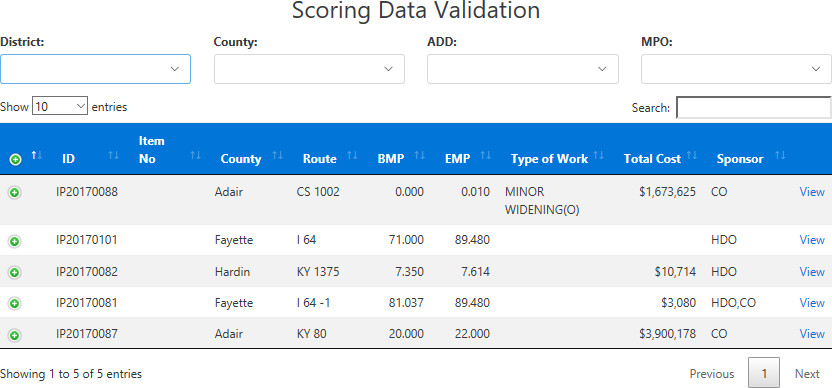 Scoring Data Validation
District: County: ADD: MPO:
Show 10 entries Search:
Item
No
ID County Route BMP EMP Type of Work Total Cost Sponsor
IP20170088 Adair CS 1002 0.000 0.010 MINOR $1,673,625 CO View
WIDENING(O)
IP20170101 Fayette I 64 71.000 89.480 HDO View
IP20170082 Hardin KY 1375 7.350 7.614 $10,714 HDO View
IP20170081 Fayette I 64 -1 81.037 89.480 $3,080 HDO,CO View
IP20170087 Adair KY 80 20.000 22.000 $3,900,178 CO View
Showing 1 to 5 of 5 entries Previous 1 Next